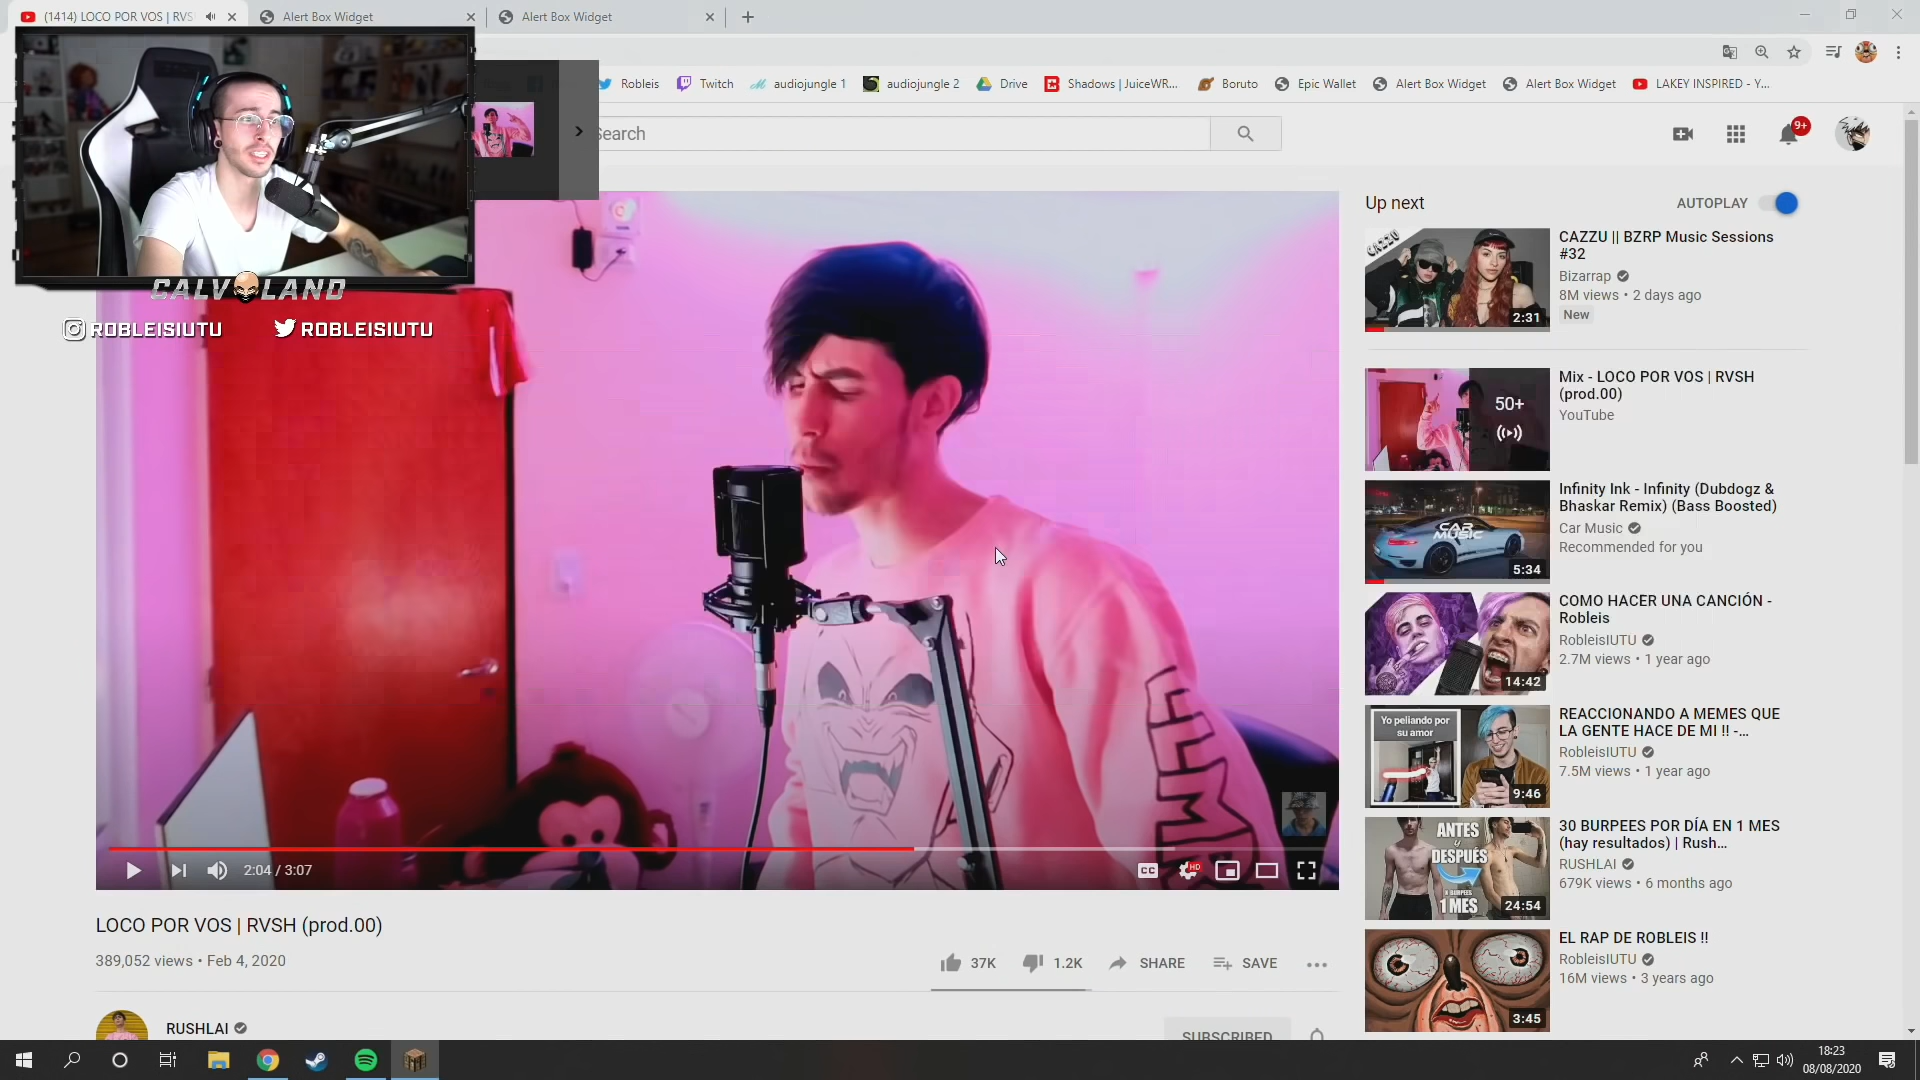 (1414) LOCO POR VOS | RVS
Alert Box Widget
Alert Box Widget
Robleis
Twitch
audiojungle 1
audiojungle 2
Drive
Shadows | JuiceWR...
Boruto
Epic Wallet
Alert Box Widget
Alert Box Widget
LAKEY INSPIRED - Y...
Search
9+
CALV LAND
ROBLEISIUTU
ROBLEISIUTU
Up next
AUTOPLAY
CAZZU
2:31
CAZZU || BZRP Music Sessions
#32
Bizarrap
8M views • 2 days ago
New
50+
Mix - LOCO POR VOS | RVSH
(prod.00)
YouTube
CAR
MUSIC
5:34
Infinity Ink - Infinity (Dubdogz &
Bhaskar Remix) (Bass Boosted)
Car Music
Recommended for you
14:42
COMO HACER UNA CANCIÓN -
Robleis
RobleisIUTU
2.7M views • 1 year ago
Yo peliando por
su amor
9:46
REACCIONANDO A MEMES QUE
LA GENTE HACE DE MI !! -...
RobleisIUTU
7.5M views • 1 year ago
ANTES
Y
DESPUÉS
1 MES
24:54
30 BURPEES POR DÍA EN 1 MES
(hay resultados) | Rush...
RUSHLAI
679K views • 6 months ago
3:45
EL RAP DE ROBLEIS !!
RobleisIUTU
16M views • 3 years ago
2:04 / 3:07
CC
HD
LOCO POR VOS | RVSH (prod.00)
389,052 views • Feb 4, 2020
37K
1.2K
SHARE
SAVE
RUSHLAI
SUBSCRIBED
18:23
08/08/2020